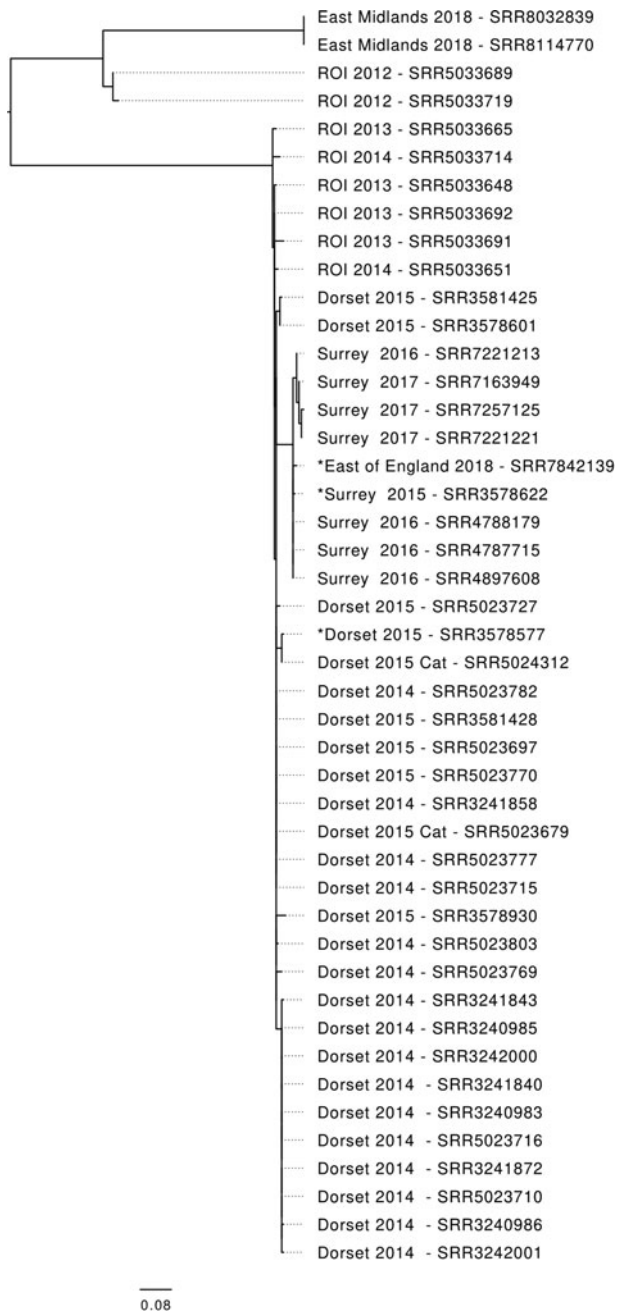 East Midlands 2018 - SRR8032839
East Midlands 2018 - SRR8114770
ROI 2012 - SRR5033689
ROI 2012 - SRR5033719
ROI 2013 - SRR5033665
ROI 2014 - SRR5033714
ROI 2013 - SRR5033648
ROI 2013 - SRR5033692
ROI 2013 - SRR5033691
ROI 2014 - SRR5033651
Dorset 2015 - SRR3581425
Dorset 2015 - SRR3578601
Surrey 2016 - SRR7221213
Surrey 2017 - SRR7163949
Surrey 2017 - SRR7257125
Surrey 2017 - SRR7221221
*East of England 2018 - SRR7842139
*Surrey 2015 - SRR3578622
Surrey 2016 - SRR4788179
Surrey 2016 - SRR4787715
Surrey 2016 - SRR4897608
Dorset 2015 - SRR5023727
*Dorset 2015 - SRR3578577
Dorset 2015 Cat - SRR5024312
Dorset 2014 - SRR5023782
Dorset 2015 - SRR3581428
Dorset 2015 - SRR5023697
Dorset 2015 - SRR5023770
Dorset 2014 - SRR3241858
Dorset 2015 Cat - SRR5023679
Dorset 2014 - SRR5023777
Dorset 2014 - SRR5023715
Dorset 2015 - SRR3578930
Dorset 2014 - SRR5023803
Dorset 2014 - SRR5023769
Dorset 2014 - SRR3241843
Dorset 2014 - SRR3240985
Dorset 2014 - SRR3242000
Dorset 2014 - SRR3241840
Dorset 2014 - SRR3240983
Dorset 2014 - SRR5023716
Dorset 2014 - SRR3241872
Dorset 2014 - SRR5023710
Dorset 2014 - SRR3240986
Dorset 2014 - SRR3242001
0.08